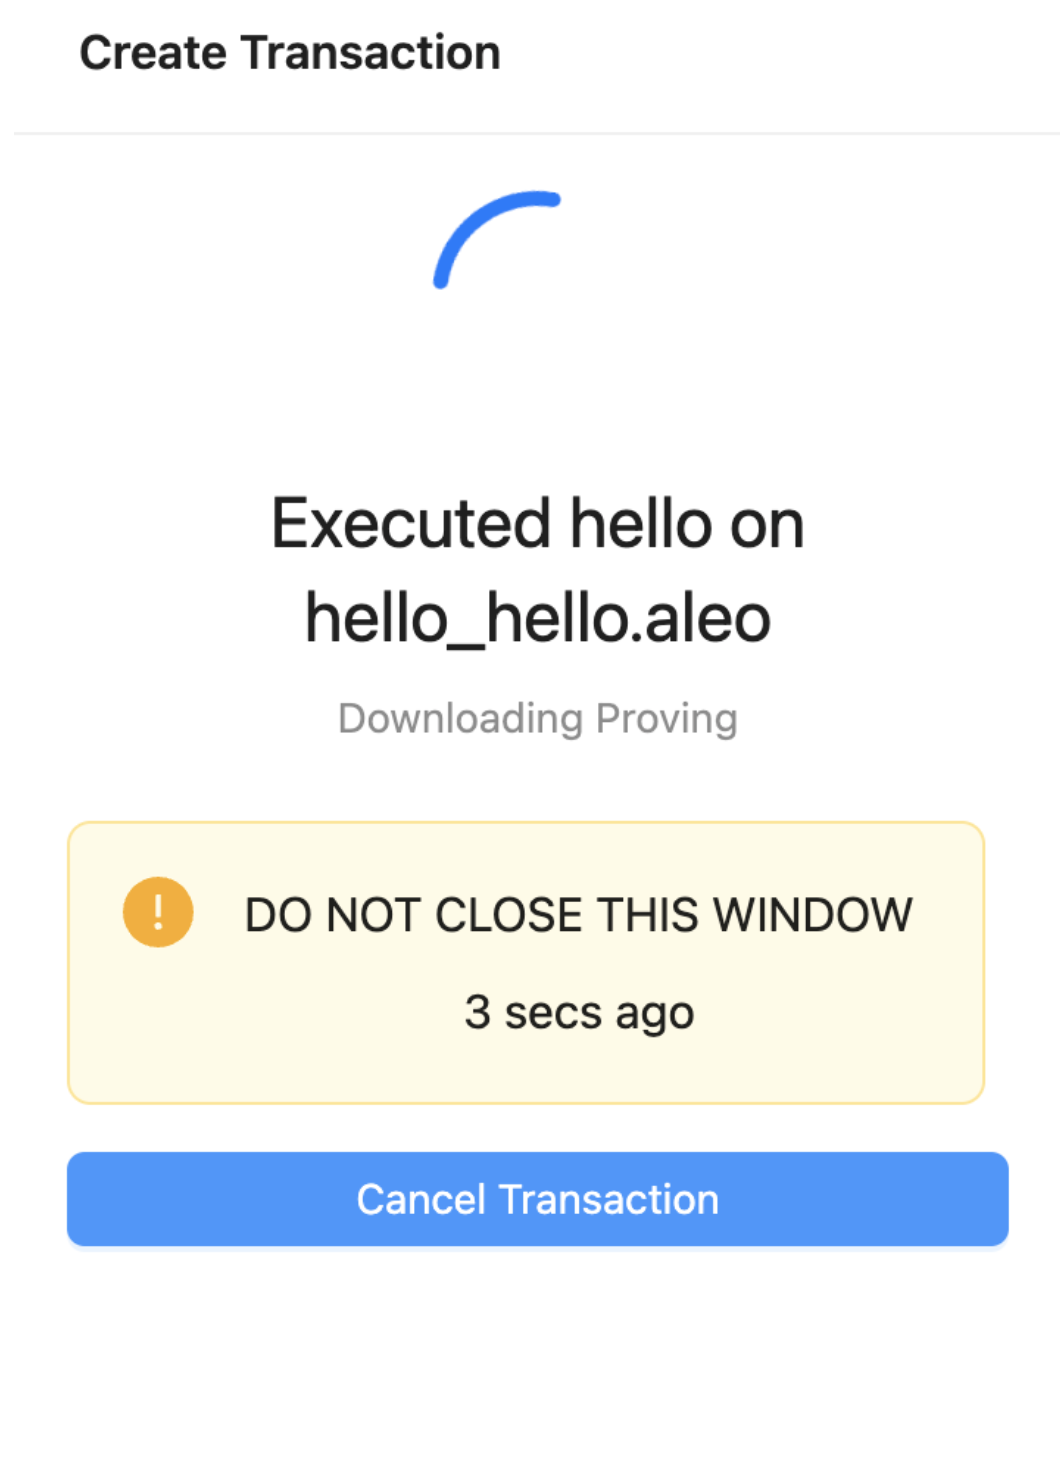 Create Transaction
Executed hello on
hello_hello.aleo
Downloading Proving
!
DO NOT CLOSE THIS WINDOW
3 secs ago
Cancel Transaction